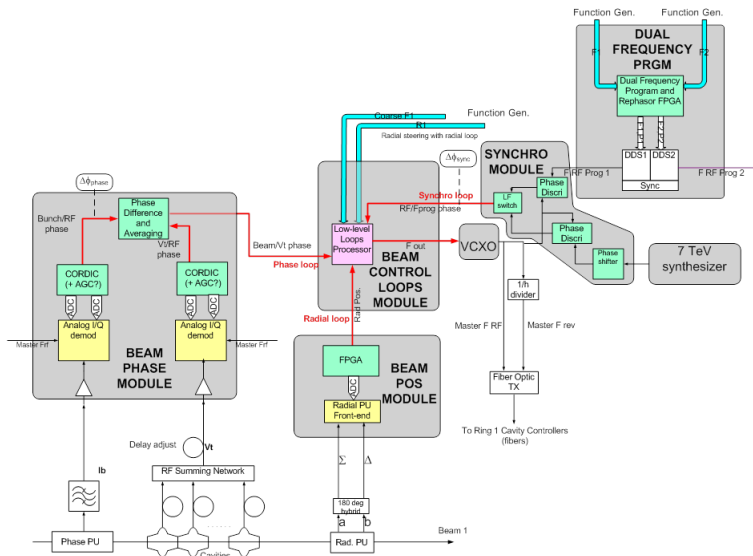 Function Gen.
Function Gen.
DUAL
FREQUENCY
PRGM
F1
F2
Dual Frequency
Program and
Rephasor FPGA
DDS1
DDS2
Sync
F RF Prog 1
F RF Prog 2
Coarse F1
Function Gen.
R1
Radial steering with radial loop
Δϕsync
SYNCHRO
MODULE
Phase
Discri
LF
switch
Synchro loop
RF/Fprog phase
Phase
Discri
Phase
shifter
7 TeV
synthesizer
Δϕphase
Phase
Difference
and
Averaging
Bunch/RF
phase
Vt/RF
phase
Beam/Vt phase
Phase loop
Low-level
Loops
Processor
F out
VCXO
BEAM
CONTROL
LOOPS
MODULE
Rad Pos.
Radial loop
CORDIC
(+ AGC?)
CORDIC
(+ AGC?)
ADC
ADC
ADC
ADC
Analog I/Q
demod
Analog I/Q
demod
Master Frf
Master Frf
BEAM
PHASE
MODULE
1/h
divider
Master F RF
Master F rev
Fiber Optic
TX
To Ring 1 Cavity Controllers
(fibers)
FPGA
ADC
Radial PU
Front-end
BEAM
POS
MODULE
Σ
Δ
180 deg
hybrid
a
b
Delay adjust
Vt
Ib
RF Summing Network
Phase PU
Cavities
Rad. PU
Beam 1